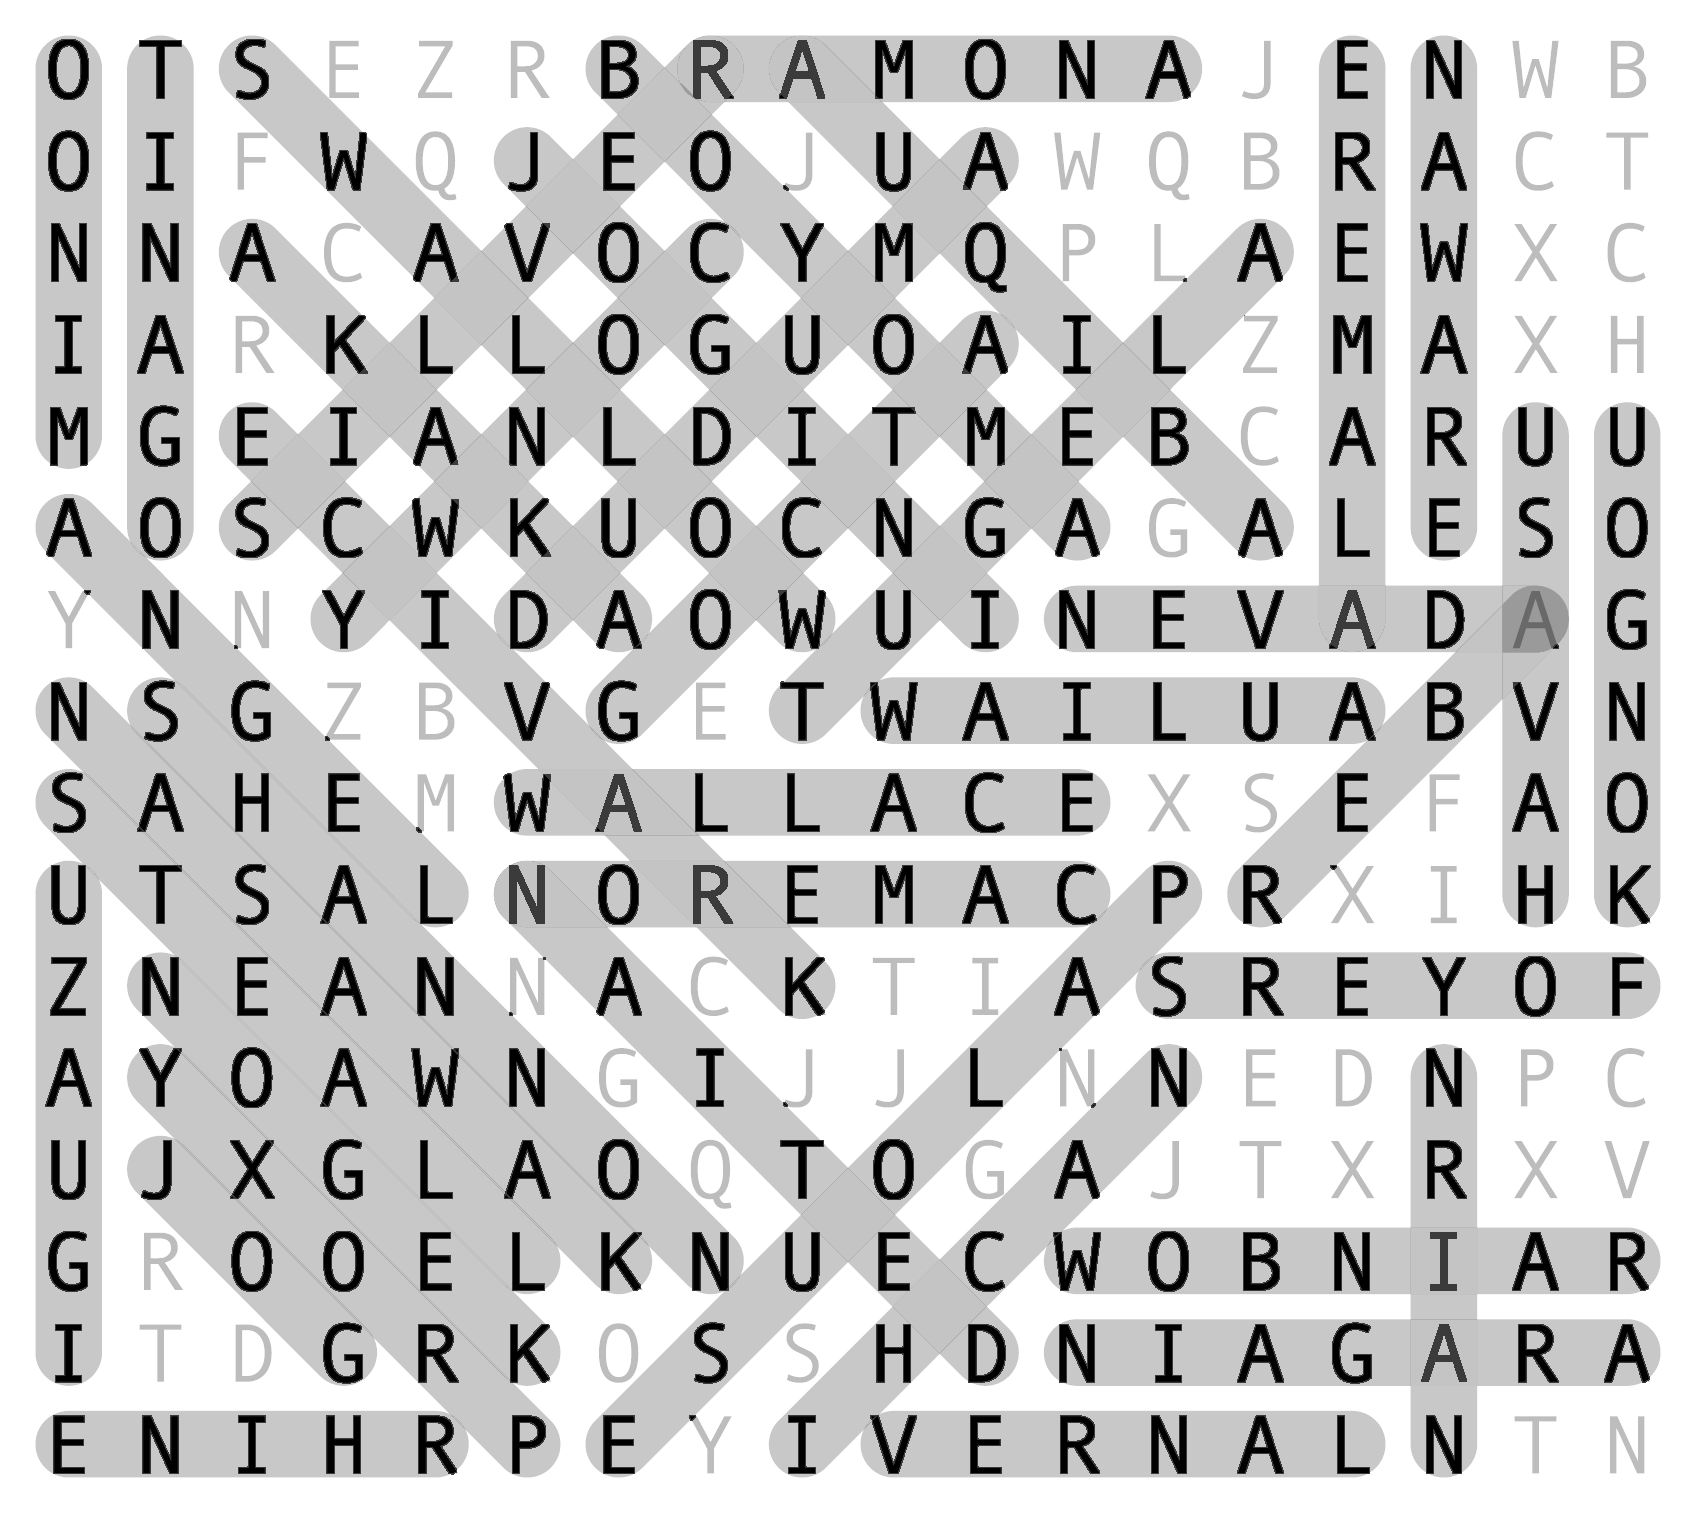 O T S E Z R B R A M O N A J E N W B
O I F W Q J E O J U A W Q B R A C T
N N A C A V O C Y M Q P L A E W X C
I A R K L L O G U O A I L Z M A X H
M G E I A N L D I T M E B C A R U U
A O S C W K U O C N G A G A L E S O
Y N N Y I D A O W U I N E V A D A G
N S G Z B V G E T W A I L U A B V N
S A H E M W A L L A C E X S E F A O
U T S A L N O R E M A C P R X I H K
Z N E A N N A C K T I A S R E Y O F
A Y O A W N G I J J L N N E D N P C
U J X G L A O Q T O G A J T X R X V
G R O O E L K N U E C W O B N I A R
I T D G R K O S S H D N I A G A R A
E N I H R P E Y I V E R N A L N T N